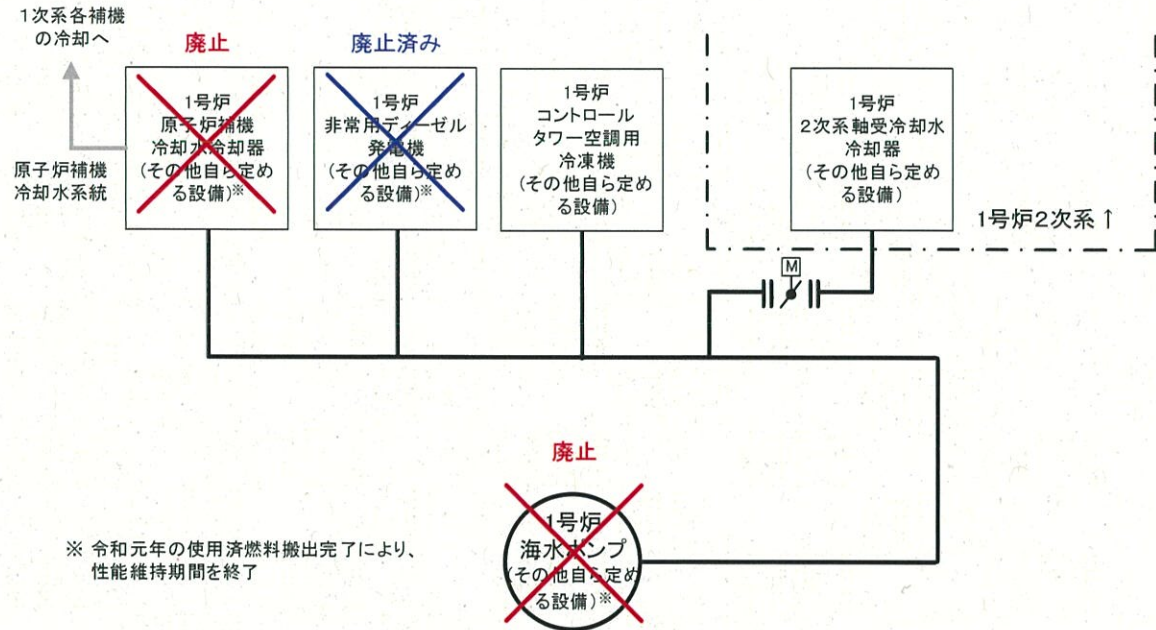 1次系各補機
の冷却へ
廃止
廃止済み
1号炉
原子炉補機
冷却水冷却器
(その他自ら定め
る設備)※
1号炉
非常用ディーゼル
発電機
(その他自ら定め
る設備)※
1号炉
コントロール
タワー空調用
冷凍機
(その他自ら定め
る設備)
1号炉
2次系軸受冷却水
冷却器
(その他自ら定め
る設備)
原子炉補機
冷却水系統
1号炉2次系↑
M
廃止
1号炉
海水ポンプ
(その他自ら定め
る設備)※
※ 令和元年の使用済燃料搬出完了により、
性能維持期間を終了